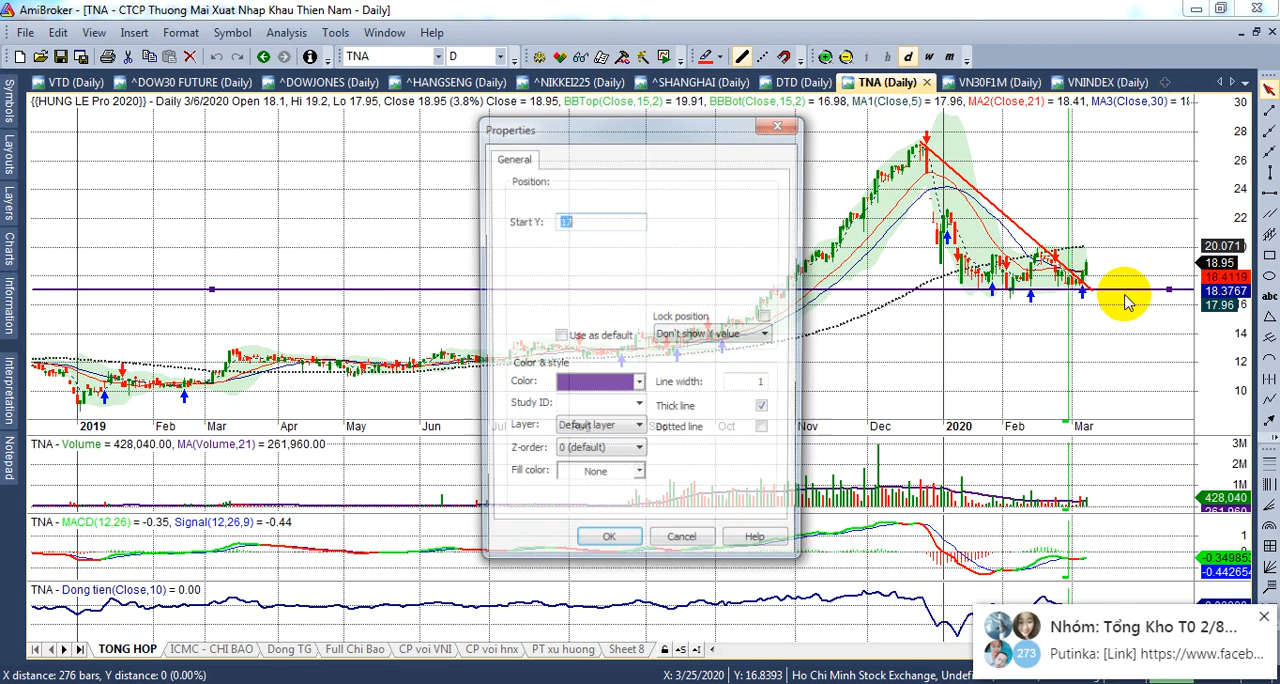 AmiBroker - [TNA - CTCP Thuong Mai Xuat Nhap Khau Thien Nam - Daily]
File Edit View Insert Format Symbol Analysis Tools Window Help
TNA D i h d w m
VTD (Daily) ^DOW30 FUTURE (Daily) ^DOWJONES (Daily) ^HANGSENG (Daily) ^NIKKEI225 (Daily) ^SHANGHAI (Daily) DTD (Daily) TNA (Daily) VN30F1M (Daily) VNINDEX (Daily)
{{HUNG LE Pro 2020}} - Daily 3/6/2020 Open 18.1, Hi 19.2, Lo 17.95, Close 18.95 (3.8%) Close = 18.95, BBTop(Close,15,2) = 19.91, BBBot(Close,15,2) = 16.98, MA1(Close,5) = 17.96, MA2(Close,21) = 18.41, MA3(Close,30) = 18
Symbols
Layouts
Layers
Charts
Information
Interpretation
Notepad
Properties
General
Position:
Start Y: 17
Lock position
Use as default
Don't show Y value
Color & style
Color:
Line width: 1
Study ID:
Thick line
Layer: Default layer
Dotted line
Z-order: 0 (default)
Fill color: None
OK Cancel Help
30
28
26
24
22
20.071
18.95
18.4119
18.3767
17.96
6
14
12
10
abc
2019 Feb Mar Apr May Jun Oct Nov Dec 2020 Feb Mar
TNA - Volume = 428,040.00, MA(Volume,21) = 261,960.00
3M
2M
1M
428,040
261,960
TNA - MACD(12,26) = -0.35, Signal(12,26,9) = -0.44
1
-0.349853
-0.442654
TNA - Dong tien(Close,10) = 0.00
TONG HOP ICMC - CHI BAO Dong TG Full Chi Bao CP voi VNI CP voi hnx PT xu huong Sheet 8
Nhóm: Tổng Kho T0 2/8...
273
Putinka: [Link] https://www.faceb...
X distance: 276 bars, Y distance: 0 (0.00%) X: 3/25/2020 Y: 16.8393 Ho Chi Minh Stock Exchange, Undef